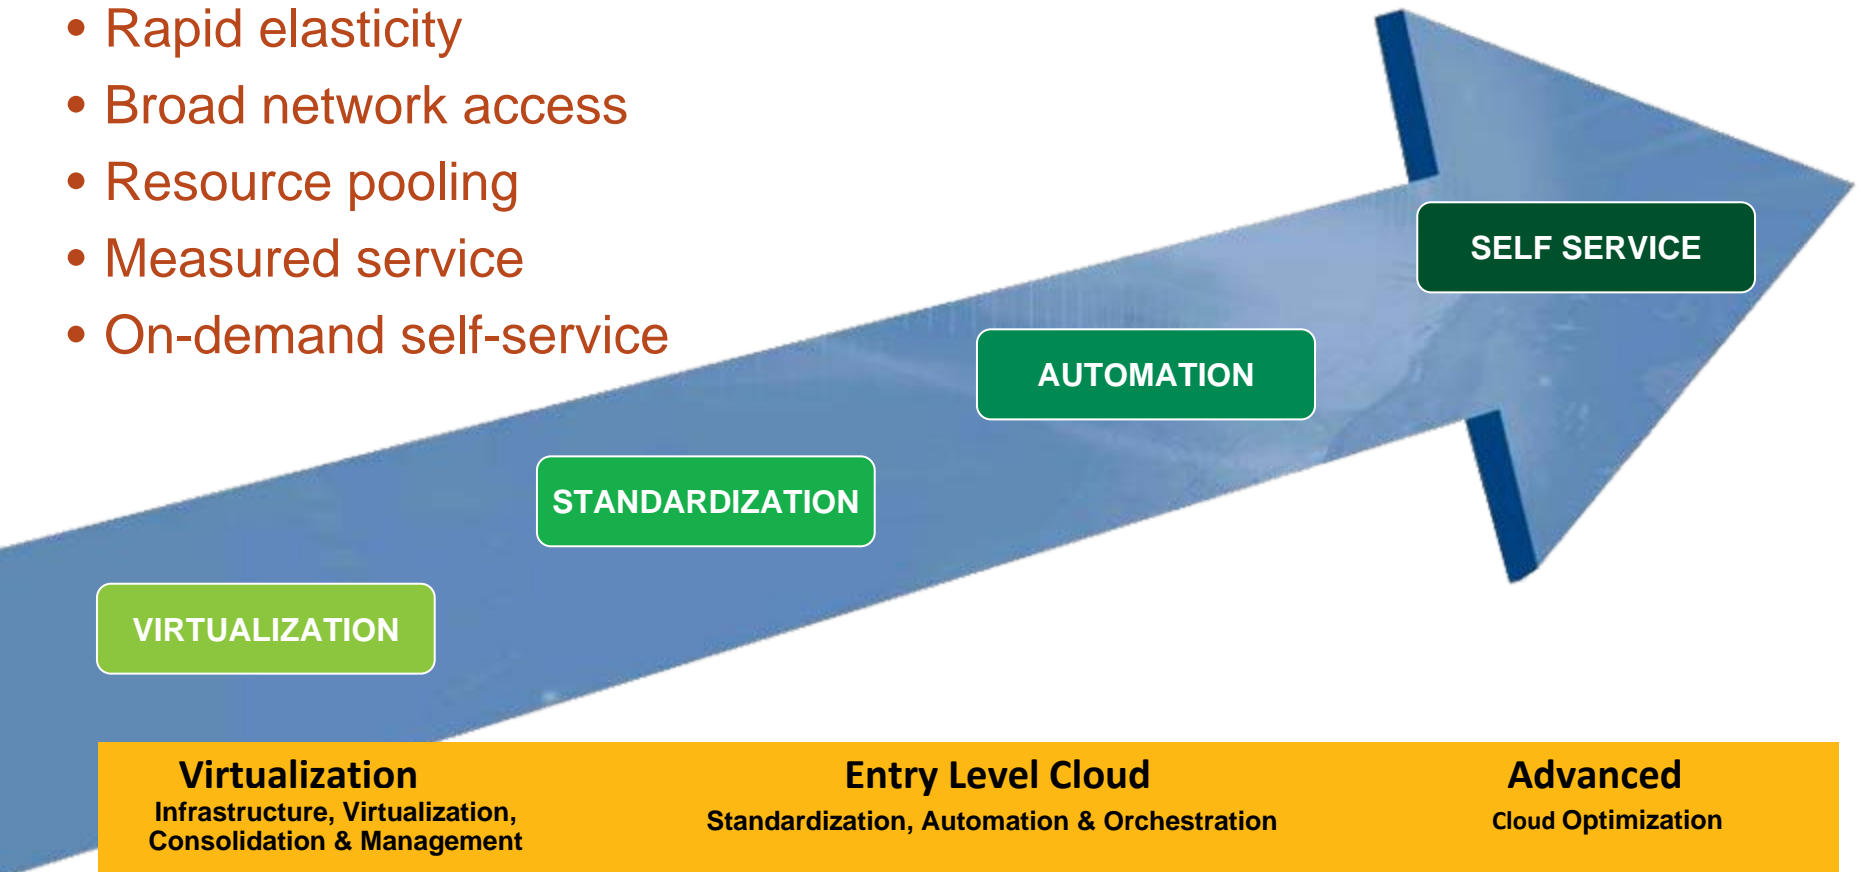 • Rapid elasticity
• Broad network access
• Resource pooling
• Measured service
• On-demand self-service
SELF SERVICE
AUTOMATION
STANDARDIZATION
VIRTUALIZATION
Virtualization
Infrastructure, Virtualization,
Consolidation & Management
Entry Level Cloud
Standardization, Automation & Orchestration
Advanced
Cloud Optimization